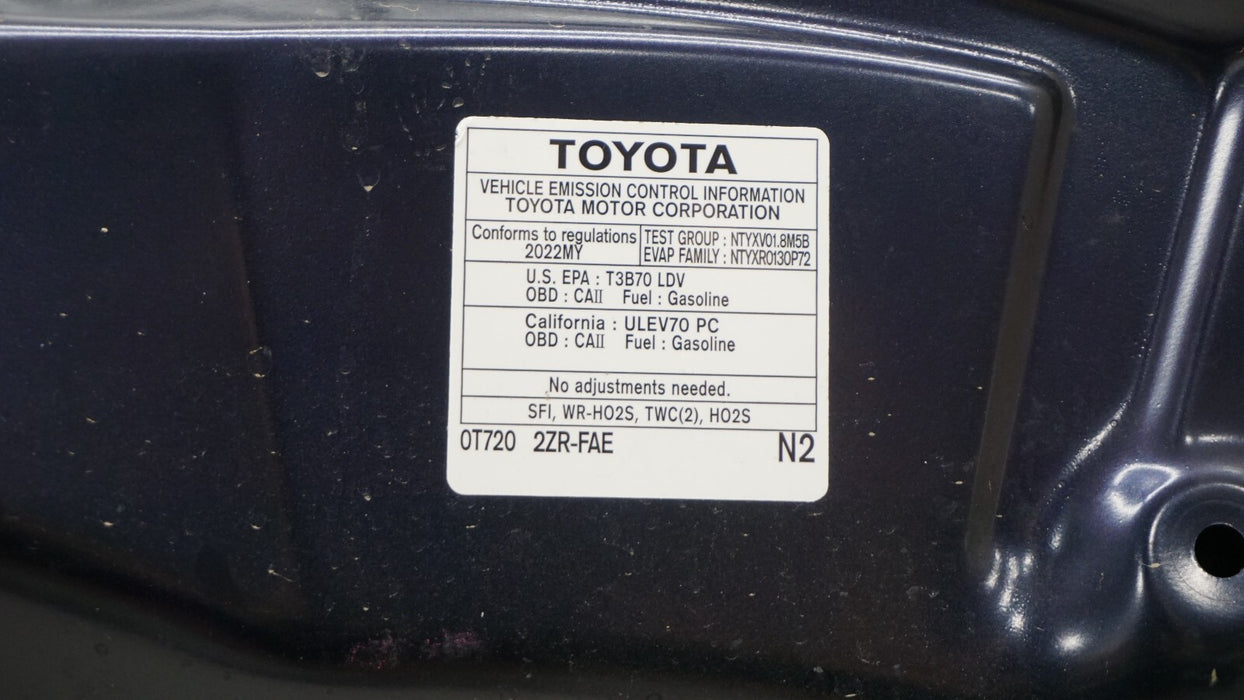 TOYOTA
VEHICLE EMISSION CONTROL INFORMATION
TOYOTA MOTOR CORPORATION
Conforms to regulations
2022MY
TEST GROUP : NTYXV01.8M5B
EVAP FAMILY : NTYXR0130P72
U.S. EPA : T3B70 LDV
OBD : CAII Fuel : Gasoline
California : ULEV70 PC
OBD : CAII Fuel : Gasoline
No adjustments needed.
SFI, WR-HO2S, TWC(2), HO2S
0T720 2ZR-FAE N2